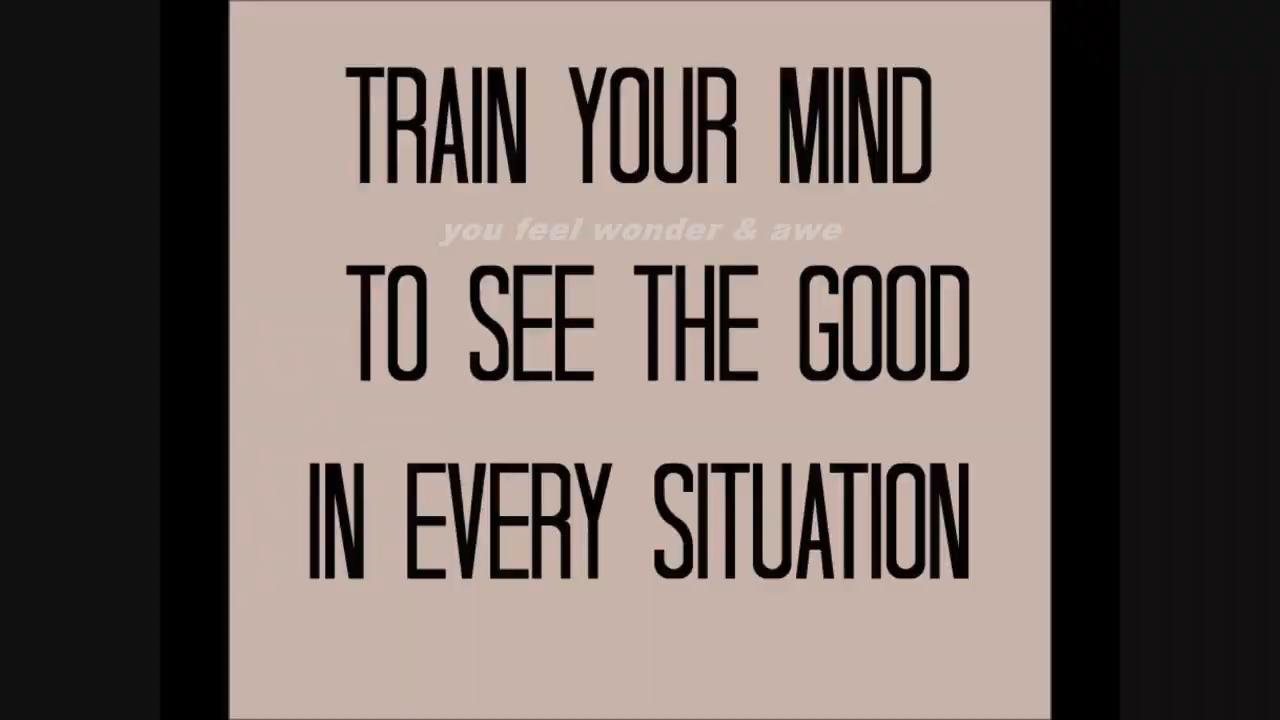 TRAIN YOUR MIND
you feel wonder & awe
TO SEE THE GOOD
IN EVERY SITUATION